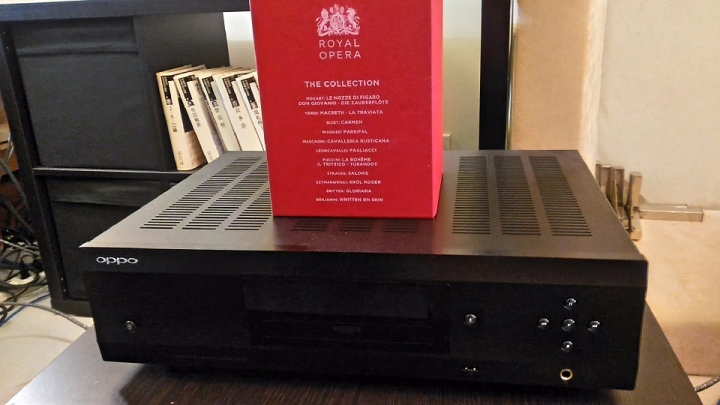 ROYAL
OPERA
THE COLLECTION
MOZART: LE NOZZE DI FIGARO
DON GIOVANNI · DIE ZAUBERFLÖTE
VERDI: MACBETH · LA TRAVIATA
BIZET: CARMEN
WAGNER: PARSIFAL
MASCAGNI: CAVALLERIA RUSTICANA
LEONCAVALLO: PAGLIACCI
PUCCINI: LA BOHÈME
IL TRITTICO · TURANDOT
STRAUSS: SALOME
SZYMANOWSKI: KRÓL ROGER
BRITTEN: GLORIANA
BENJAMIN: WRITTEN ON SKIN
oppo